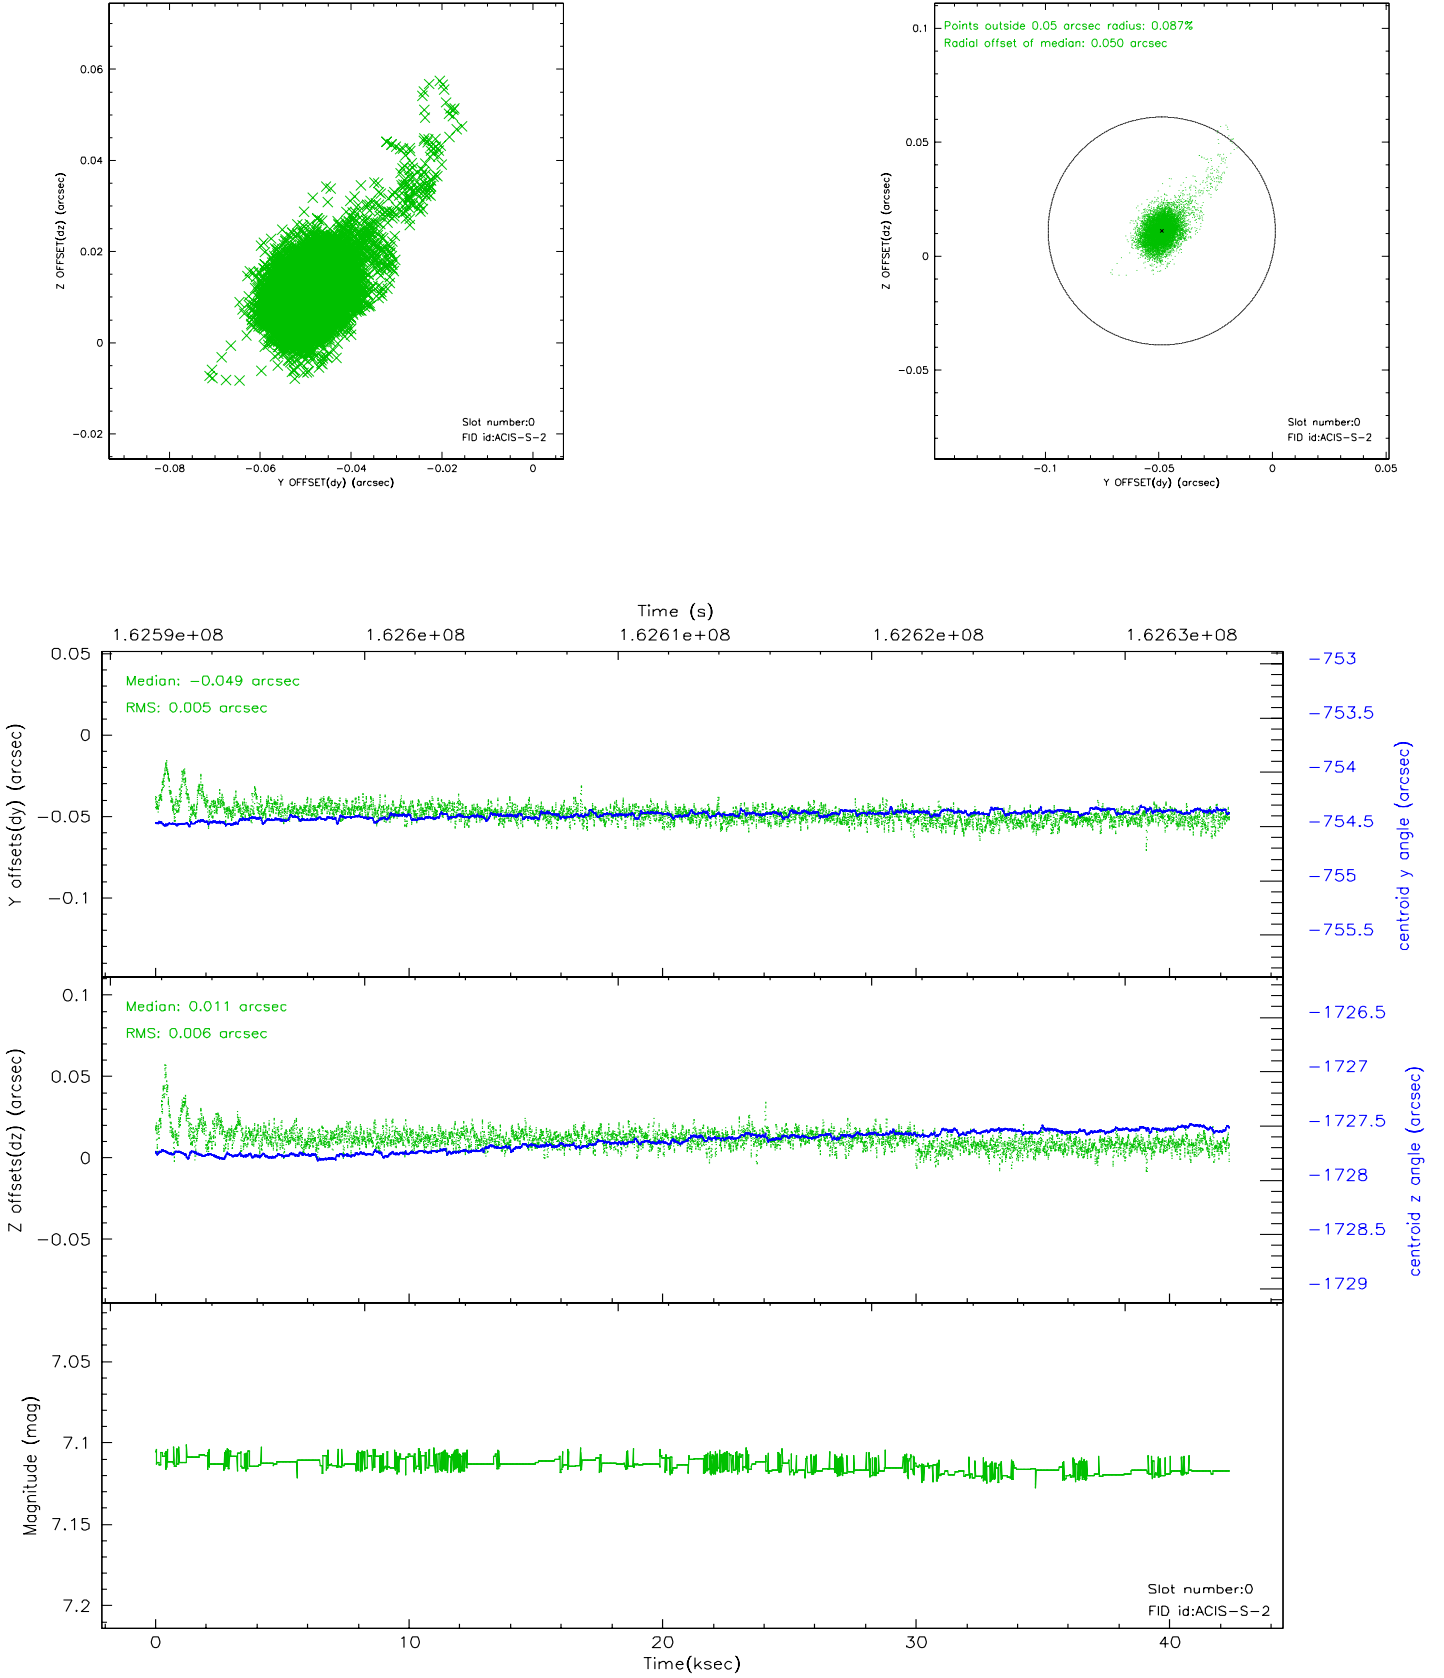 0.06
0.04
0.02
0
−0.02
Z OFFSET(dz) (arcsec)
Slot number:0
FID id:ACIS−S−2
−0.08 −0.06 −0.04 −0.02 0
Y OFFSET(dy) (arcsec)
Points outside 0.05 arcsec radius: 0.087%
Radial offset of median: 0.050 arcsec
0.1
0.05
0
−0.05
Z OFFSET(dz) (arcsec)
Slot number:0
FID id:ACIS−S−2
−0.1 −0.05 0 0.05
Y OFFSET(dy) (arcsec)
Time (s)
1.6259e+08 1.626e+08 1.6261e+08 1.6262e+08 1.6263e+08
0.05
0
−0.05
−0.1
Y offsets(dy) (arcsec)
Median: −0.049 arcsec
RMS: 0.005 arcsec
−753
−753.5
−754
−754.5
−755
−755.5
centroid y angle (arcsec)
0.1
0.05
0
−0.05
Z offsets(dz) (arcsec)
Median: 0.011 arcsec
RMS: 0.006 arcsec
−1726.5
−1727
−1727.5
−1728
−1728.5
−1729
centroid z angle (arcsec)
7.05
7.1
7.15
7.2
Magnitude (mag)
Slot number:0
FID id:ACIS−S−2
0 10 20 30 40
Time(ksec)